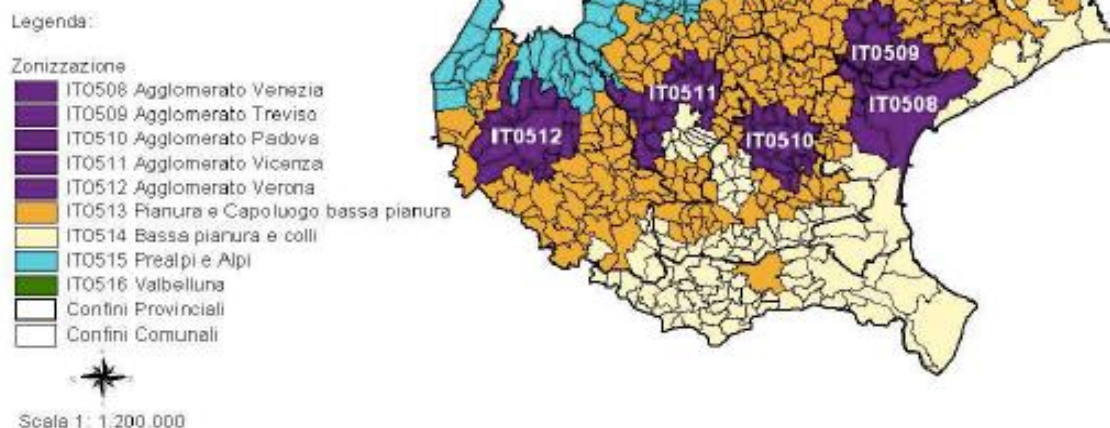 Legenda:
Zonizzazione
IT0508 Agglomerato Venezia
IT0509 Agglomerato Treviso
IT0510 Agglomerato Padova
IT0511 Agglomerato Vicenza
IT0512 Agglomerato Verona
IT0513 Pianura e Capoluogo bassa pianura
IT0514 Bassa pianura e colli
IT0515 Prealpi e Alpi
IT0516 Valbelluna
Confini Provinciali
Confini Comunali
Scala 1: 1.200.000
IT0509
IT0511
IT0508
IT0512
IT0510